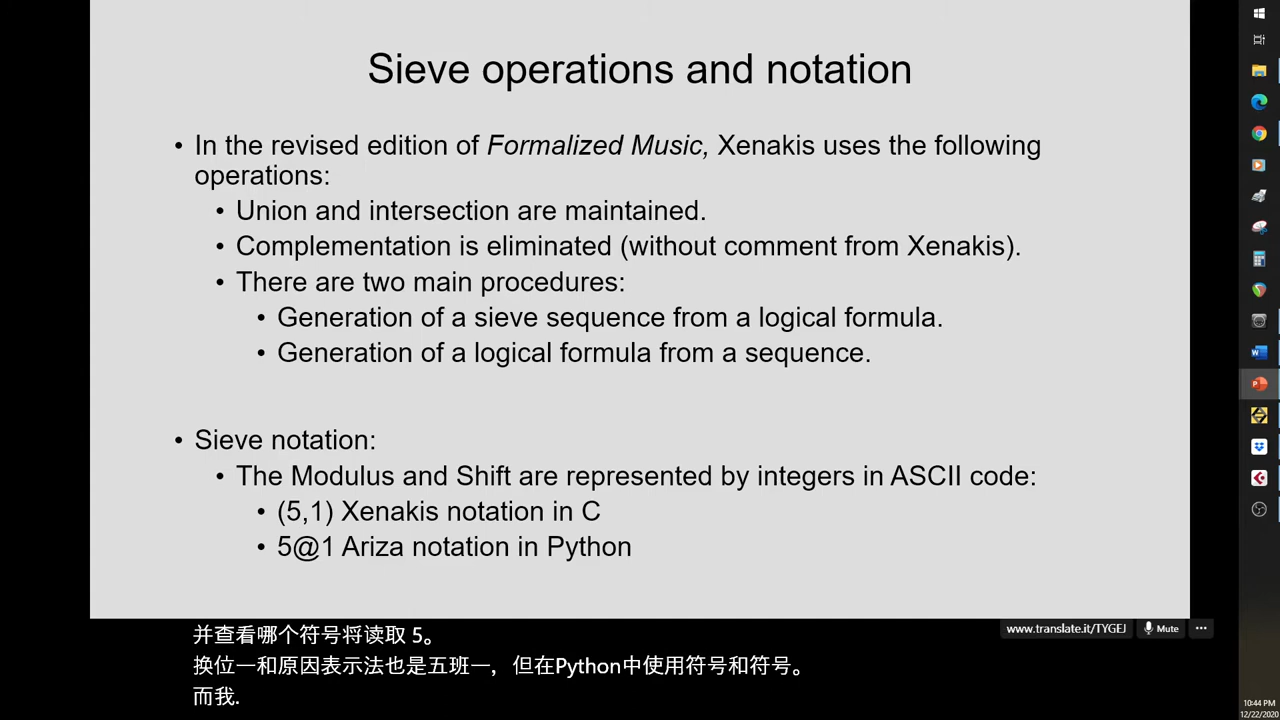 Sieve operations and notation
• In the revised edition of Formalized Music, Xenakis uses the following
operations:
• Union and intersection are maintained.
• Complementation is eliminated (without comment from Xenakis).
• There are two main procedures:
• Generation of a sieve sequence from a logical formula.
• Generation of a logical formula from a sequence.
• Sieve notation:
• The Modulus and Shift are represented by integers in ASCII code:
• (5,1) Xenakis notation in C
• 5@1 Ariza notation in Python
www.translate.it/TYGEJ Mute ...
并查看哪个符号将读取 5。
换位一和原因表示法也是五班一，但在Python中使用符号和符号。
而我.
10:44 PM
12/22/2020